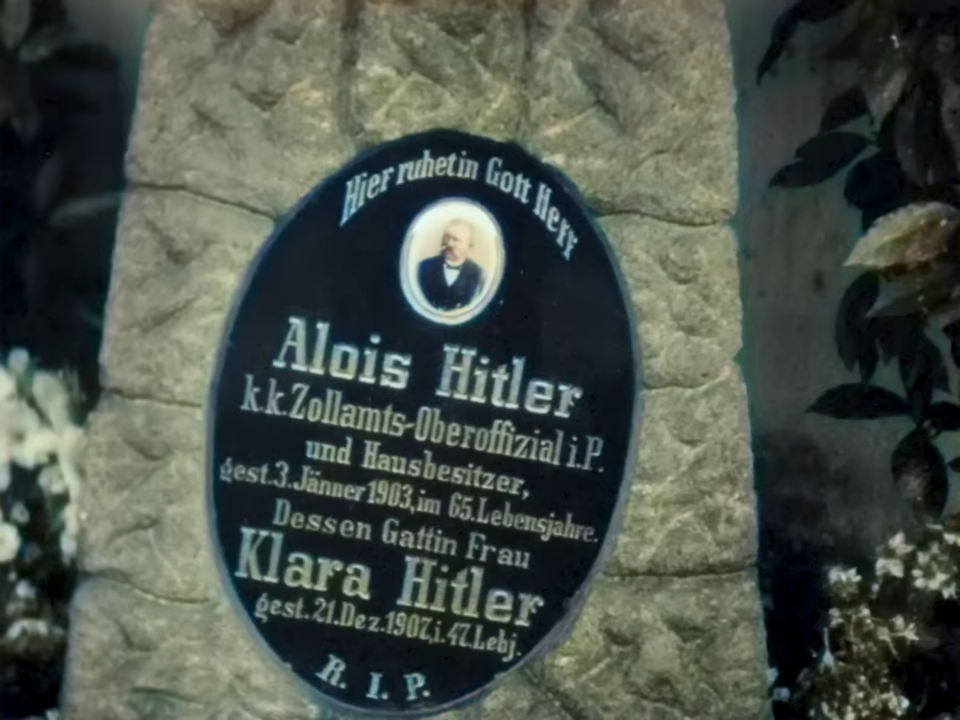 Hier ruhet in Gott Herr
Alois Hitler
k.k. Zollamts-Oberoffizial i.P.
und Hausbesitzer,
gest. 3. Jänner 1903, im 65. Lebensjahre.
Dessen Gattin Frau
Klara Hitler
gest. 21. Dez. 1907, i. 47. Lebj.
R. I. P.